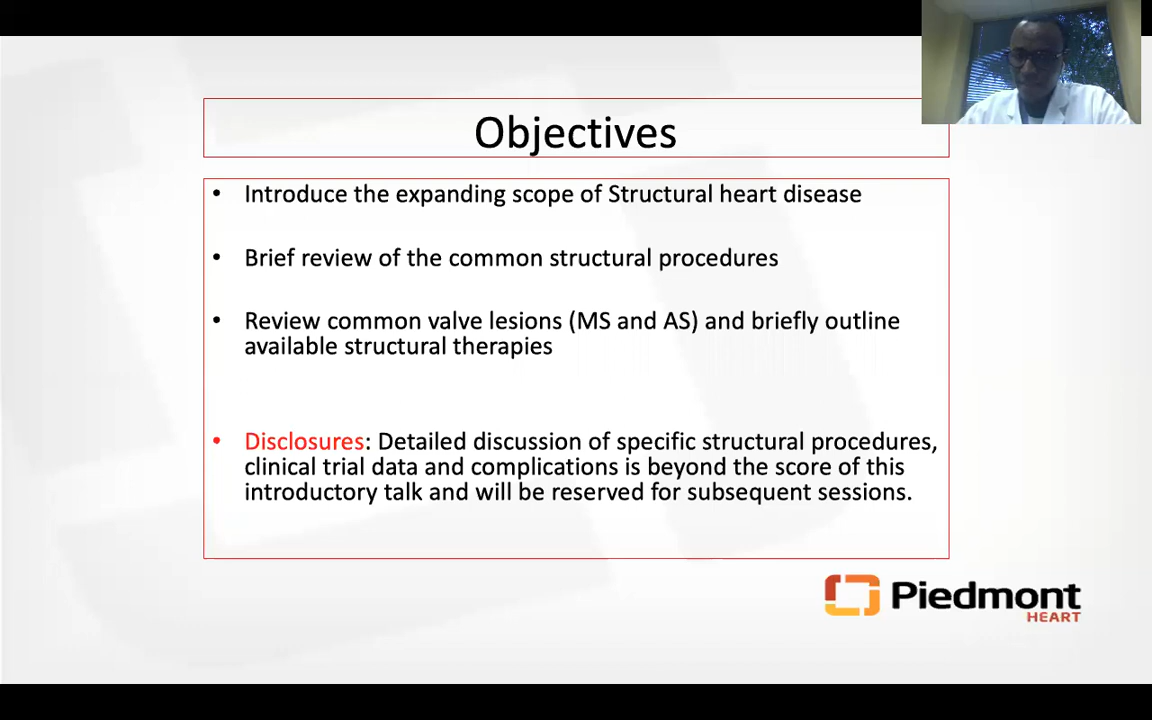 Objectives
• Introduce the expanding scope of Structural heart disease
• Brief review of the common structural procedures
• Review common valve lesions (MS and AS) and briefly outline
available structural therapies
• Disclosures: Detailed discussion of specific structural procedures,
clinical trial data and complications is beyond the score of this
introductory talk and will be reserved for subsequent sessions.
Piedmont
HEART